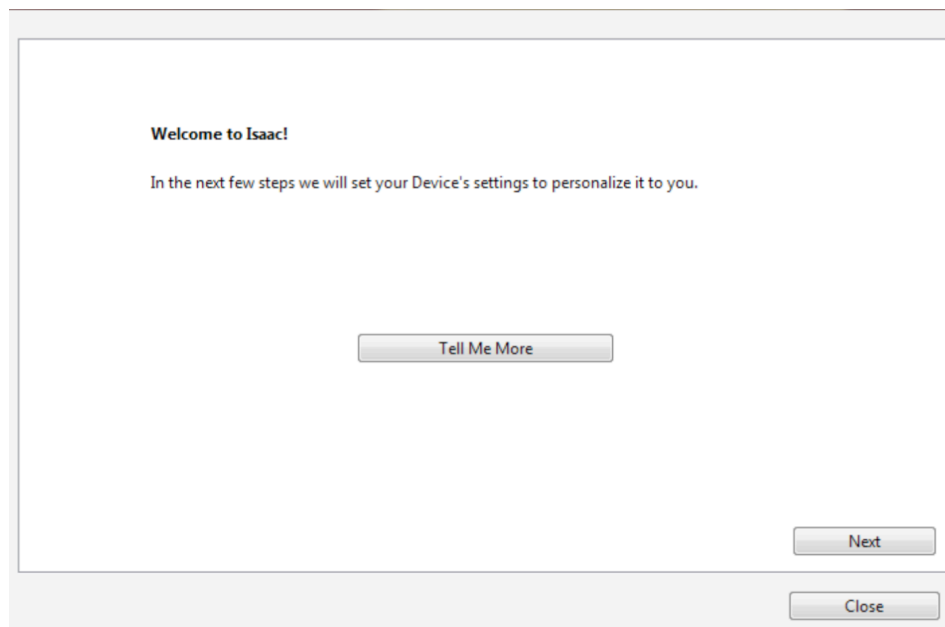 Welcome to Isaac!
In the next few steps we will set your Device's settings to personalize it to you.
Tell Me More
Next
Close